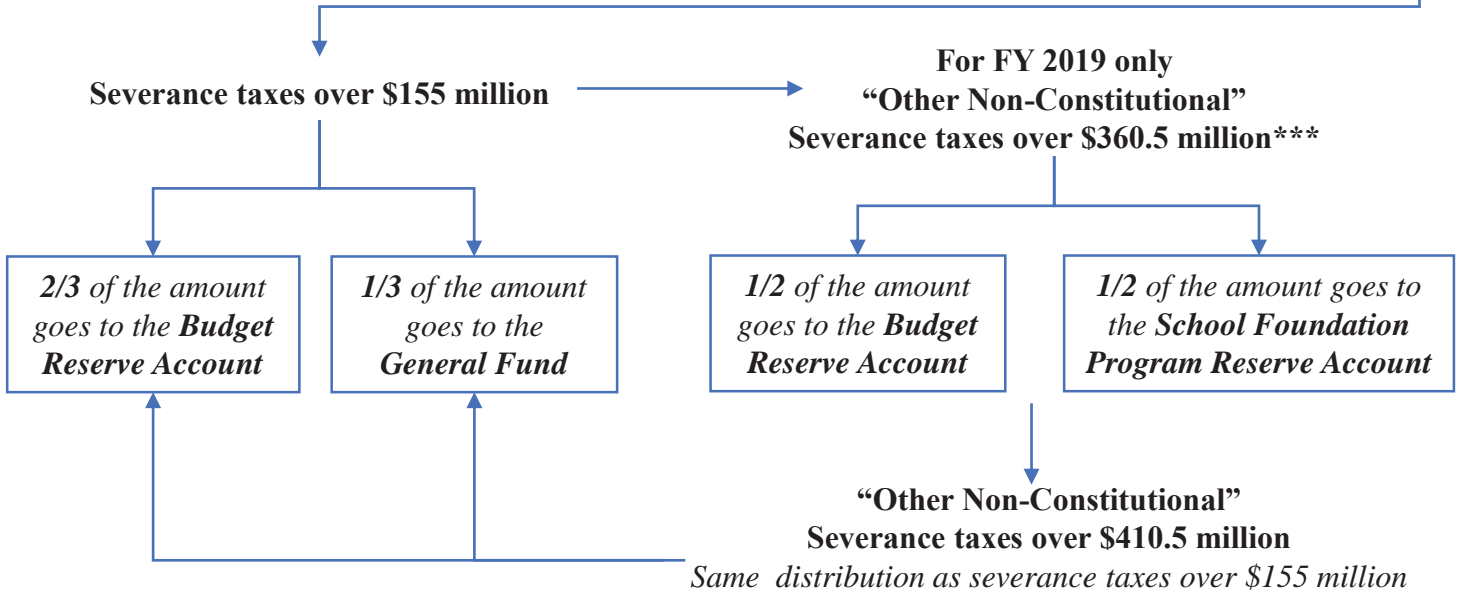 Severance taxes over $155 million
For FY 2019 only
“Other Non-Constitutional”
Severance taxes over $360.5 million***
2/3 of the amount
goes to the Budget
Reserve Account
1/3 of the amount
goes to the
General Fund
1/2 of the amount
goes to the Budget
Reserve Account
1/2 of the amount goes to
the School Foundation
Program Reserve Account
“Other Non-Constitutional”
Severance taxes over $410.5 million
Same distribution as severance taxes over $155 million